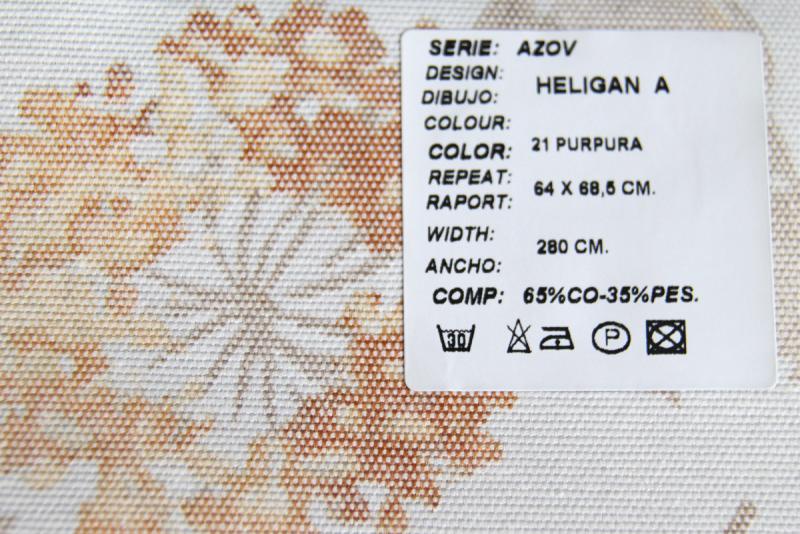 SERIE: AZOV
DESIGN:
DIBUJO: HELIGAN A
COLOUR:
COLOR: 21 PURPURA
REPEAT:
RAPORT: 64 X 68,5 CM.
WIDTH:
ANCHO: 280 CM.
COMP: 65%CO-35%PES.
30 P